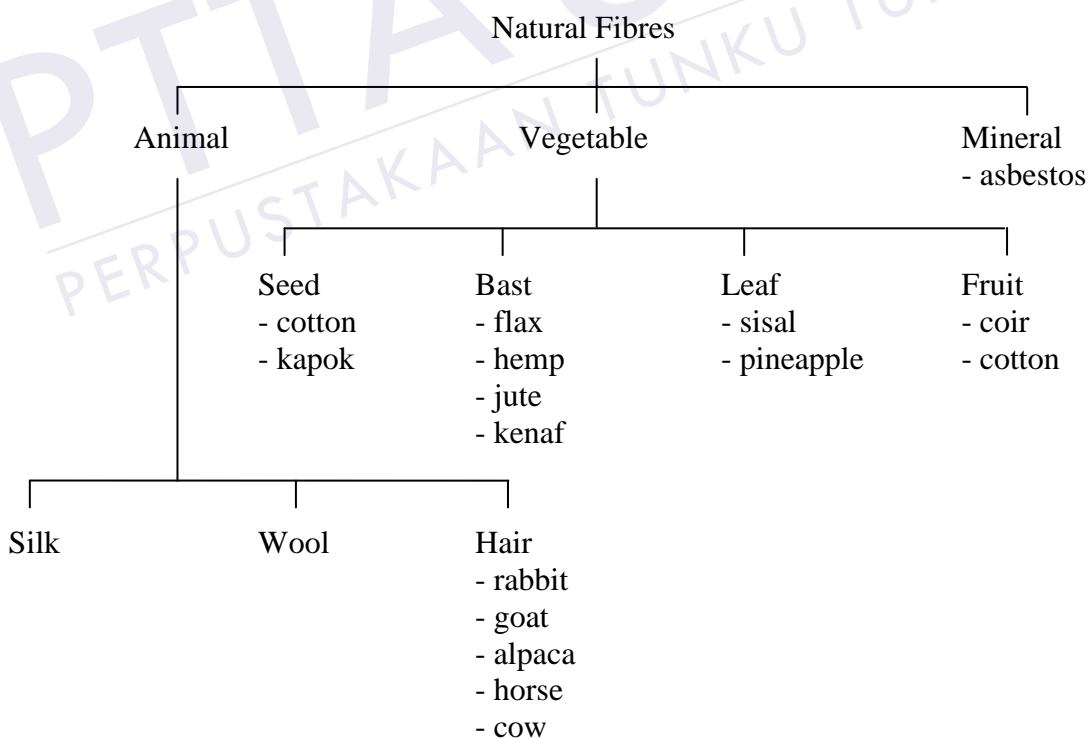 Natural Fibres
Animal
Vegetable
Mineral
- asbestos
Seed
- cotton
- kapok
Bast
- flax
- hemp
- jute
- kenaf
Leaf
- sisal
- pineapple
Fruit
- coir
- cotton
Silk
Wool
Hair
- rabbit
- goat
- alpaca
- horse
- cow
PTTA
PERPUSTAKAAN TUNKU